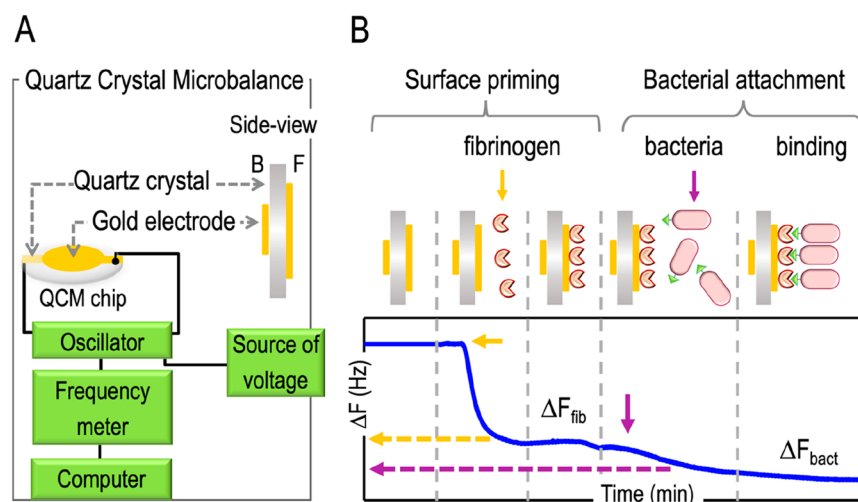 A
Quartz Crystal Microbalance
Side-view
B F
Quartz crystal
Gold electrode
QCM chip
Oscillator
Source of
voltage
Frequency
meter
Computer
B
Surface priming
Bacterial attachment
fibrinogen
bacteria
binding
ΔF (Hz)
ΔFfib
ΔFbact
Time (min)